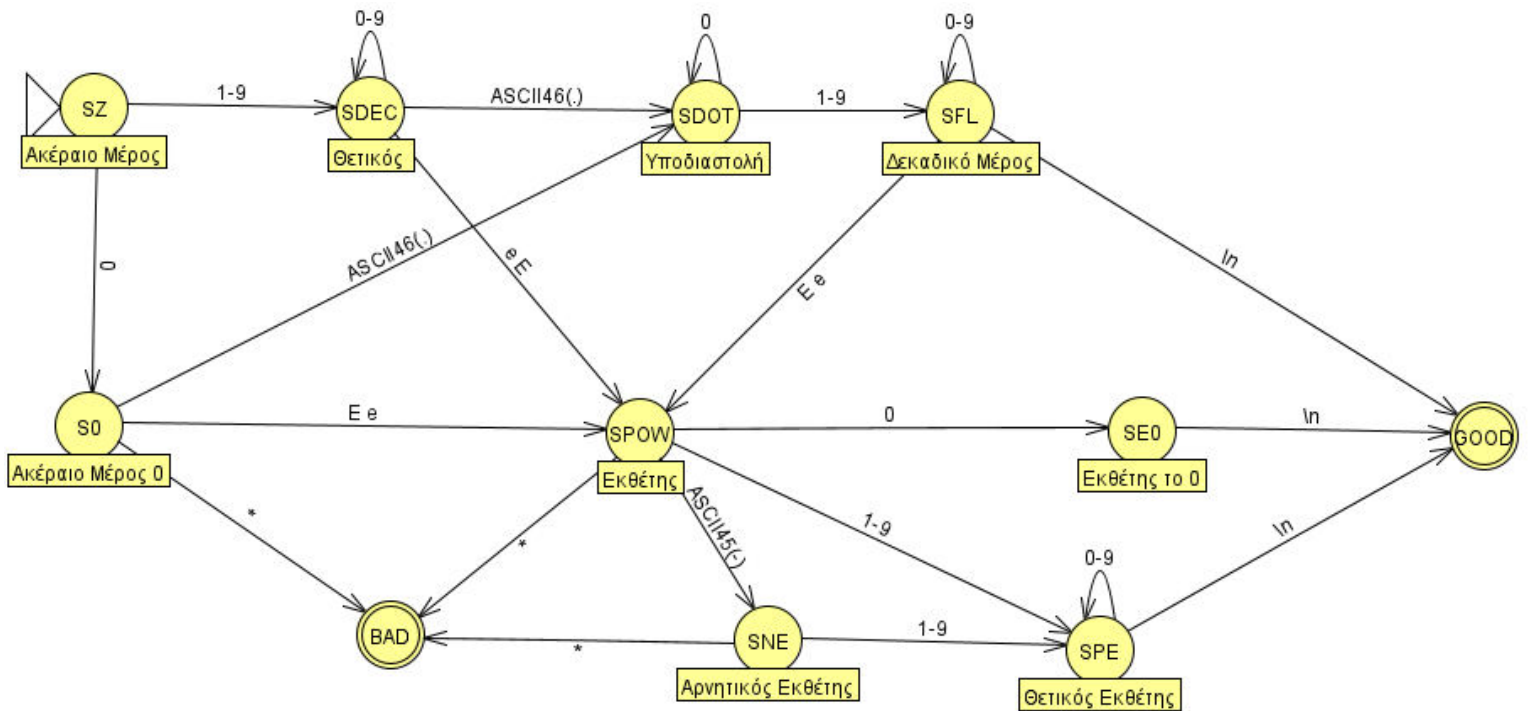 0-9
0
0-9
SZ
1-9
SDEC
ASCII46(.)
SDOT
1-9
SFL
Ακέραιο Μέρος
Θετικός
Υποδιαστολή
Δεκαδικό Μέρος
0
ASCII46(.)
e E
E e
\n
S0
E e
SPOW
0
SE0
\n
GOOD
Ακέραιο Μέρος 0
Εκθέτης
Εκθέτης το 0
*
*
ASCII45(-)
1-9
\n
0-9
BAD
*
SNE
1-9
SPE
Αρνητικός Εκθέτης
Θετικός Εκθέτης